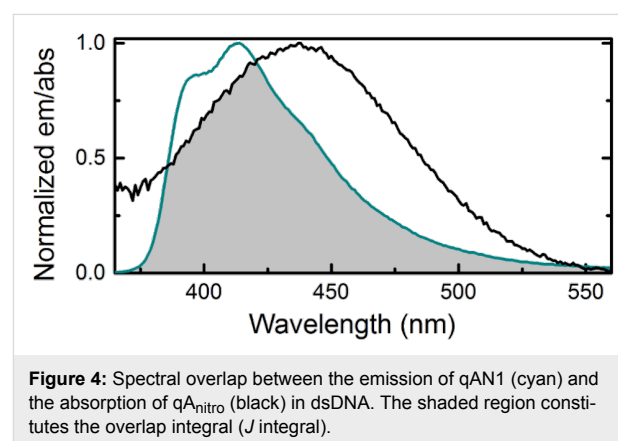 1.0
0.5
0.0
Normalized em/abs
400
450
500
550
Wavelength (nm)
Figure 4: Spectral overlap between the emission of qAN1 (cyan) and
the absorption of qAnitro (black) in dsDNA. The shaded region consti-
tutes the overlap integral (J integral).